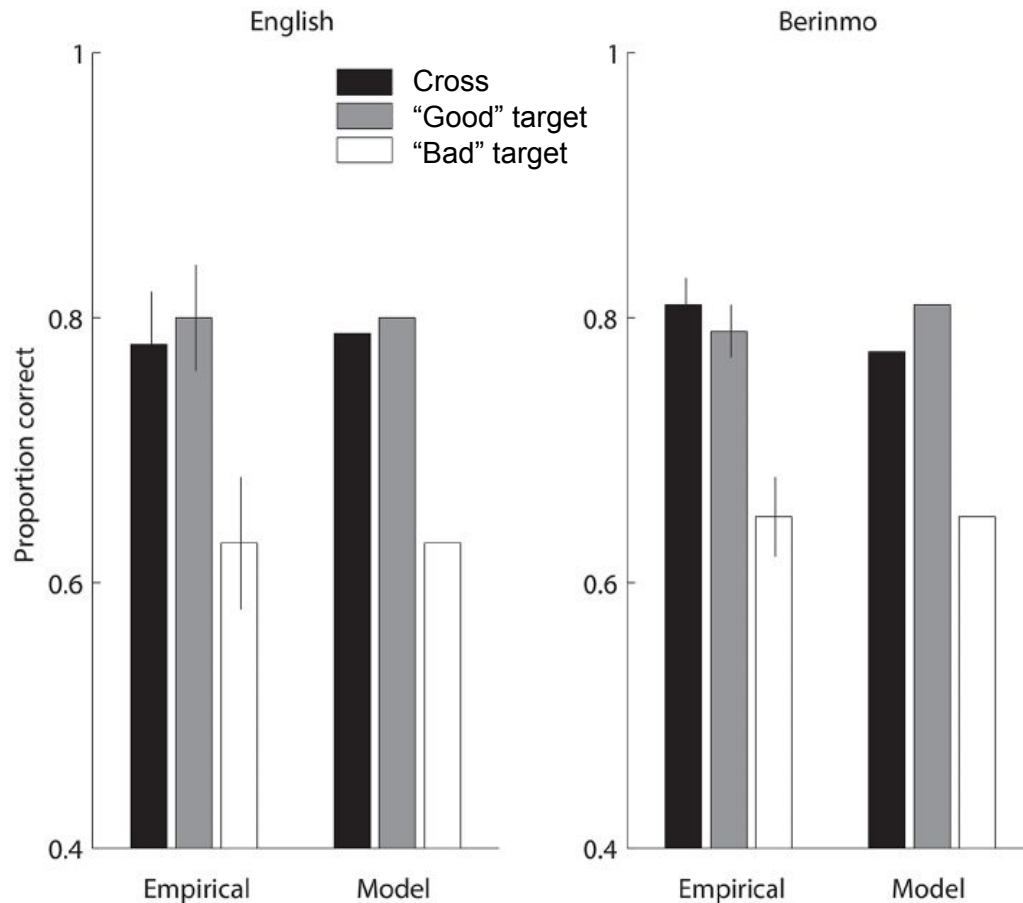 English
Berinmo
Cross
“Good” target
“Bad” target
Proportion correct
1
0.8
0.6
0.4
Empirical
Model
1
0.8
0.6
0.4
Empirical
Model